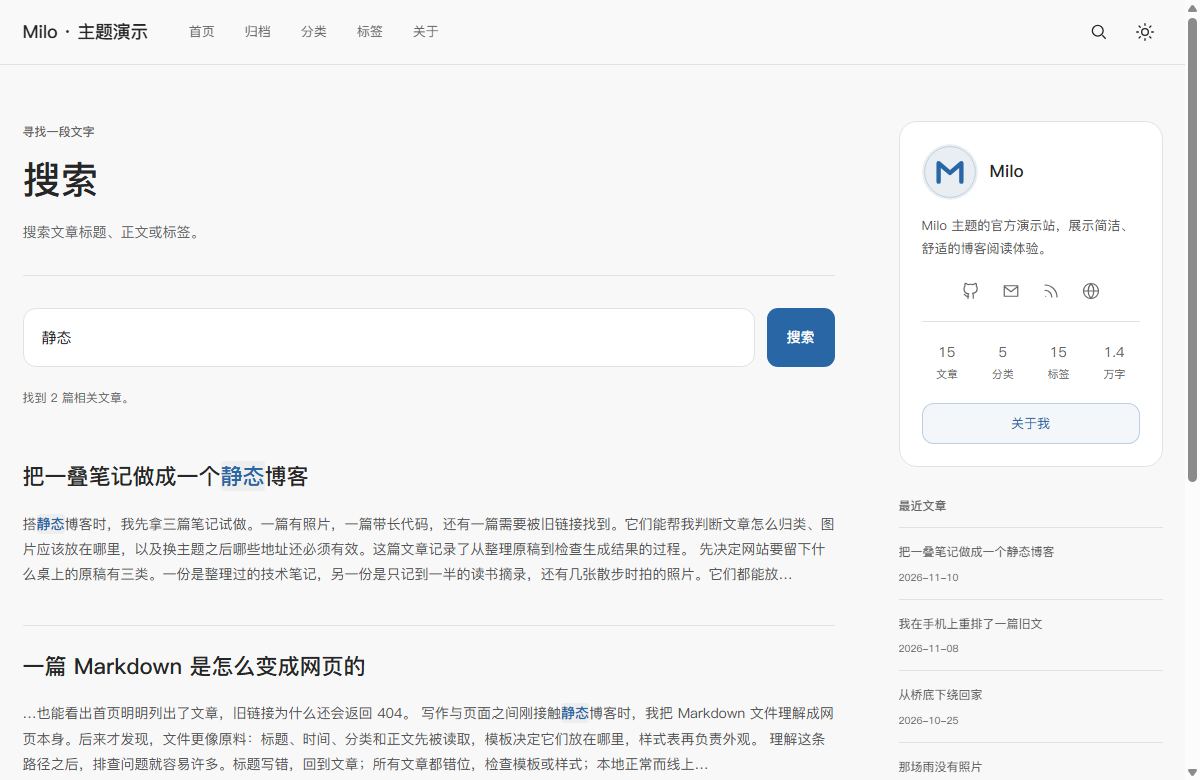 Milo · 主题演示
首页 归档 分类 标签 关于
寻找一段文字
搜索
搜索文章标题、正文或标签。
静态
搜索
找到 2 篇相关文章。
把一叠笔记做成一个静态博客
搭静态博客时，我先拿三篇笔记试做。一篇有照片，一篇带长代码，还有一篇需要被旧链接找到。它们能帮我判断文章怎么归类、图
片应该放在哪里，以及换主题之后哪些地址还必须有效。这篇文章记录了从整理原稿到检查生成结果的过程。 先决定网站要留下什
么桌上的原稿有三类。一份是整理过的技术笔记，另一份是只记到一半的读书摘录，还有几张散步时拍的照片。它们都能放…
一篇 Markdown 是怎么变成网页的
…也能看出首页明明列出了文章，旧链接为什么还会返回 404。 写作与页面之间刚接触静态博客时，我把 Markdown 文件理解成网
页本身。后来才发现，文件更像原料：标题、时间、分类和正文先被读取，模板决定它们放在哪里，样式表再负责外观。 理解这条
路径之后，排查问题就容易许多。标题写错，回到文章；所有文章都错位，检查模板或样式；本地正常而线上…
M
Milo
Milo 主题的官方演示站，展示简洁、
舒适的博客阅读体验。
15 5 15 1.4
文章 分类 标签 万字
关于我
最近文章
把一叠笔记做成一个静态博客
2026-11-10
我在手机上重排了一篇旧文
2026-11-08
从桥底下绕回家
2026-10-25
那场雨没有照片